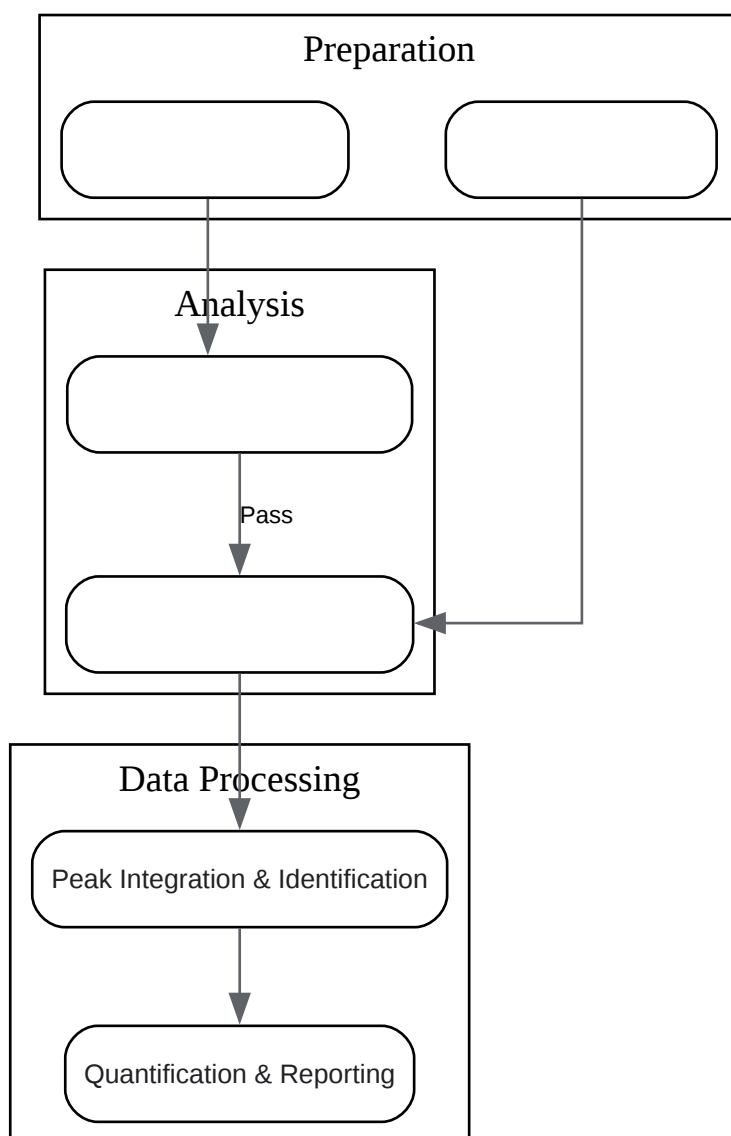 Preparation
Analysis
Pass
Data Processing
Peak Integration & Identification
Quantification & Reporting